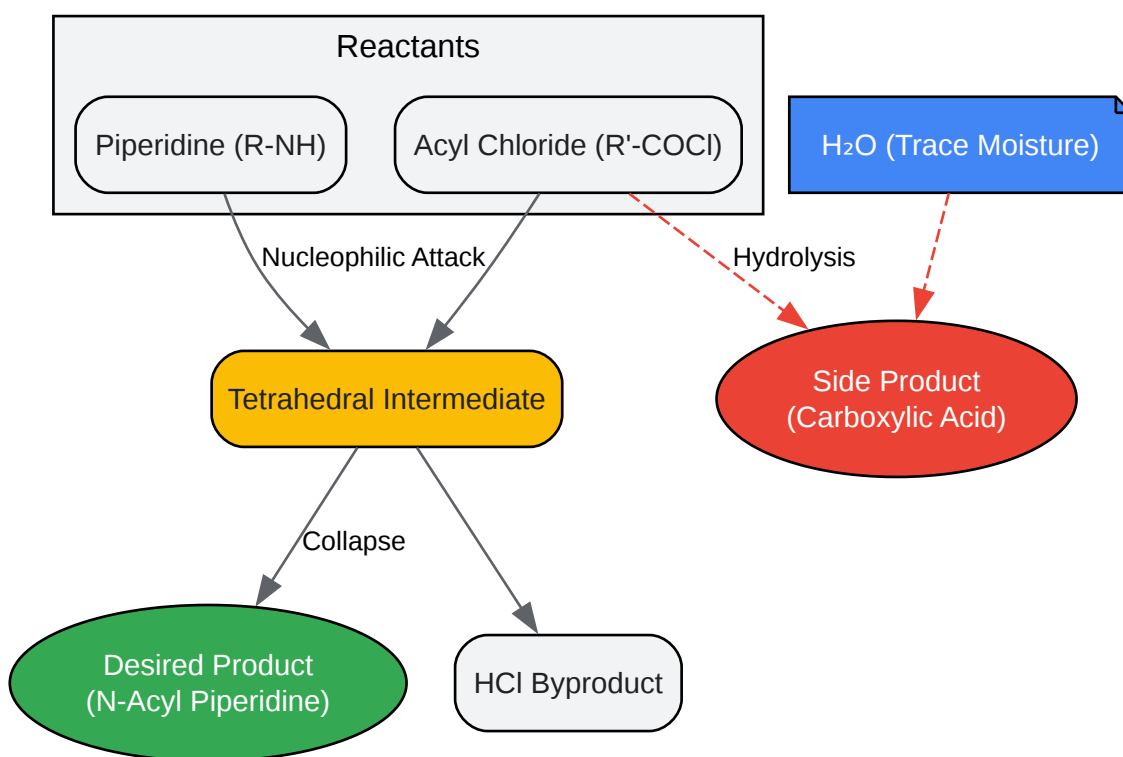 Reactants
Piperidine (R-NH)
Acyl Chloride (R'-COCl)
H₂O (Trace Moisture)
Nucleophilic Attack
Hydrolysis
Tetrahedral Intermediate
Side Product
(Carboxylic Acid)
Collapse
Desired Product
(N-Acyl Piperidine)
HCl Byproduct